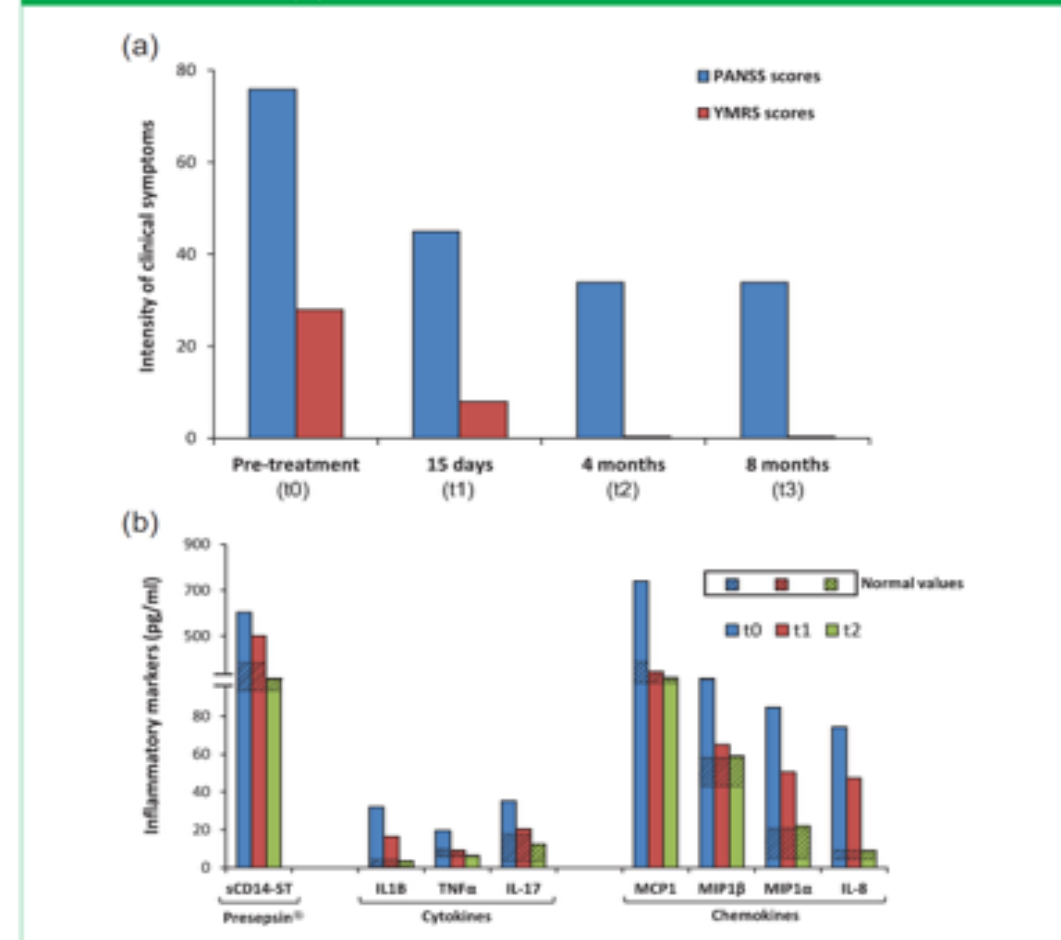 (a)
80
PANSS scores
YMRS scores
60
40
20
0
Intensity of clinical symptoms
Pre-treatment 15 days 4 months 8 months
(t0) (t1) (t2) (t3)
(b)
900
700
500
80
60
40
20
0
Inflammatory markers (pg/ml)
Normal values
t0 t1 t2
sCD14-ST IL1B TNFα IL-17 MCP1 MIP1β MIP1α IL-8
Presepsin Cytokines Chemokines